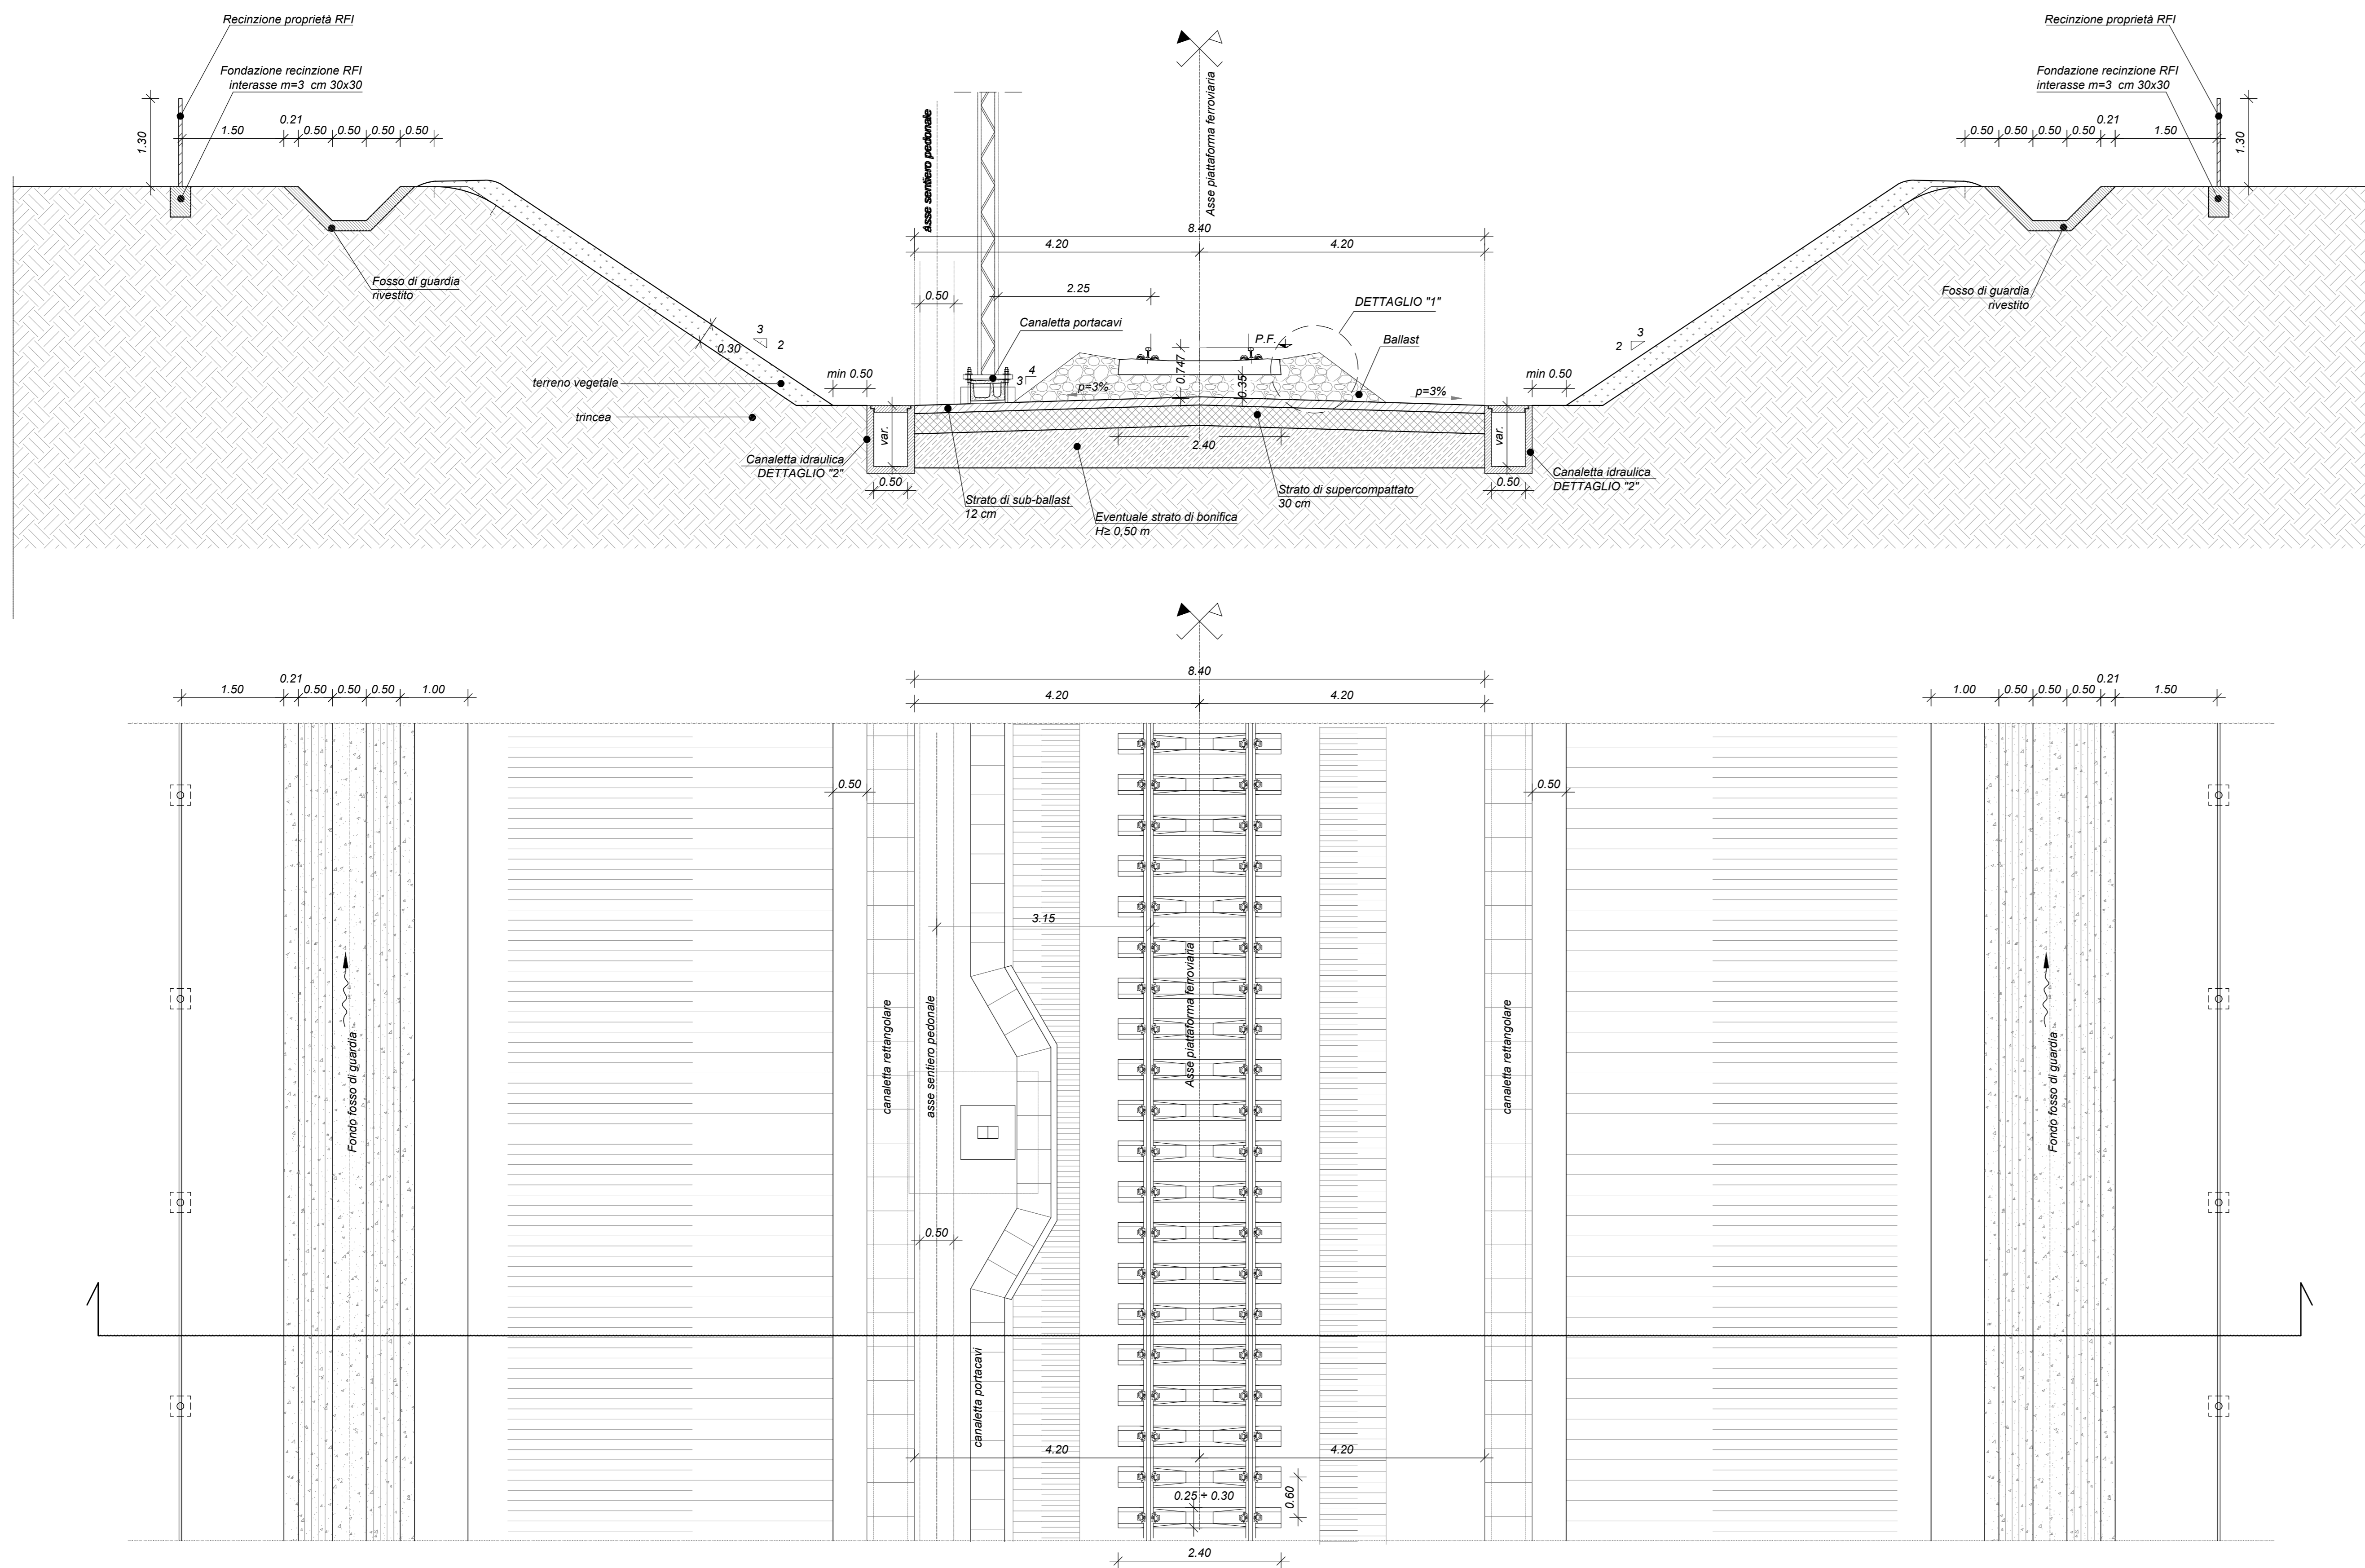 Recinzione proprietà RFI
Recinzione proprietà RFI
Fondazione recinzione RFI
interasse m=3 cm 30x30
Fondazione recinzione RFI
interasse m=3 cm 30x30
1.30
1.50
0.21
0.50
0.50
0.50
0.50
Asse sentiero pedonale
Asse piattaforma ferroviaria
0.50
0.50
0.50
0.50
0.21
1.50
1.30
8.40
4.20
4.20
Fosso di guardia
rivestito
Fosso di guardia
rivestito
0.50
2.25
DETTAGLIO "1"
Canaletta portacavi
P.F.
Ballast
3
2
0.30
3
2
0.747
0.35
4
3
terreno vegetale
min 0.50
p=3%
p=3%
min 0.50
trincea
var.
2.40
var.
Canaletta idraulica
DETTAGLIO "2"
0.50
Strato di sub-ballast
12 cm
Eventuale strato di bonifica
H≥ 0,50 m
Strato di supercompattato
30 cm
0.50
Canaletta idraulica
DETTAGLIO "2"
8.40
4.20
4.20
1.50
0.21
0.50
0.50
0.50
1.00
1.00
0.50
0.50
0.50
0.21
1.50
0.50
0.50
3.15
Fondo fosso di guardia
canaletta rettangolare
asse sentiero pedonale
Asse piattaforma ferroviaria
canaletta rettangolare
Fondo fosso di guardia
0.50
canaletta portacavi
4.20
4.20
0.25 ÷ 0.30
0.60
2.40